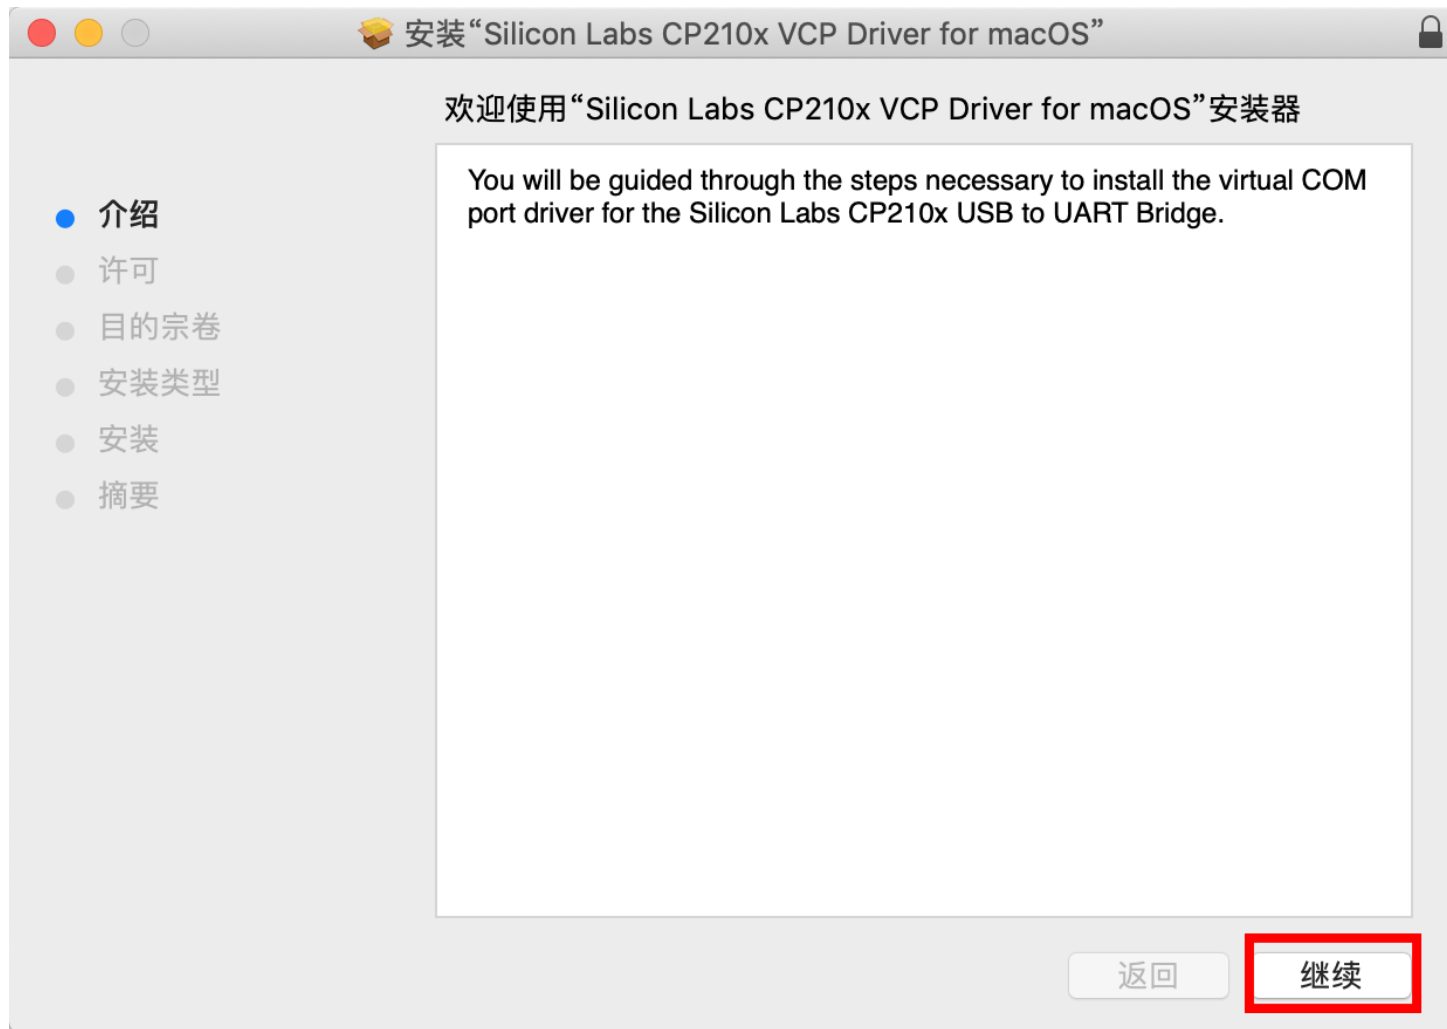 安装“Silicon Labs CP210x VCP Driver for macOS”
欢迎使用“Silicon Labs CP210x VCP Driver for macOS”安装器
介绍
许可
目的宗卷
安装类型
安装
摘要
You will be guided through the steps necessary to install the virtual COM
port driver for the Silicon Labs CP210x USB to UART Bridge.
返回
继续